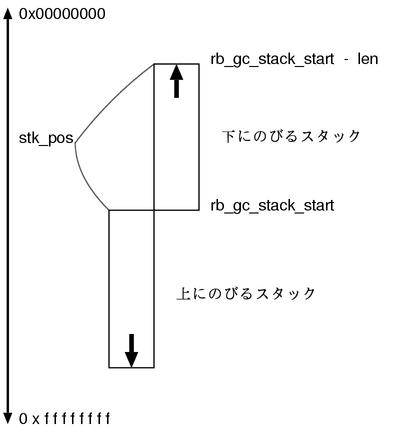 0x00000000
rb_gc_stack_start - len
stk_pos
下にのびるスタック
rb_gc_stack_start
上にのびるスタック
0xffffffff